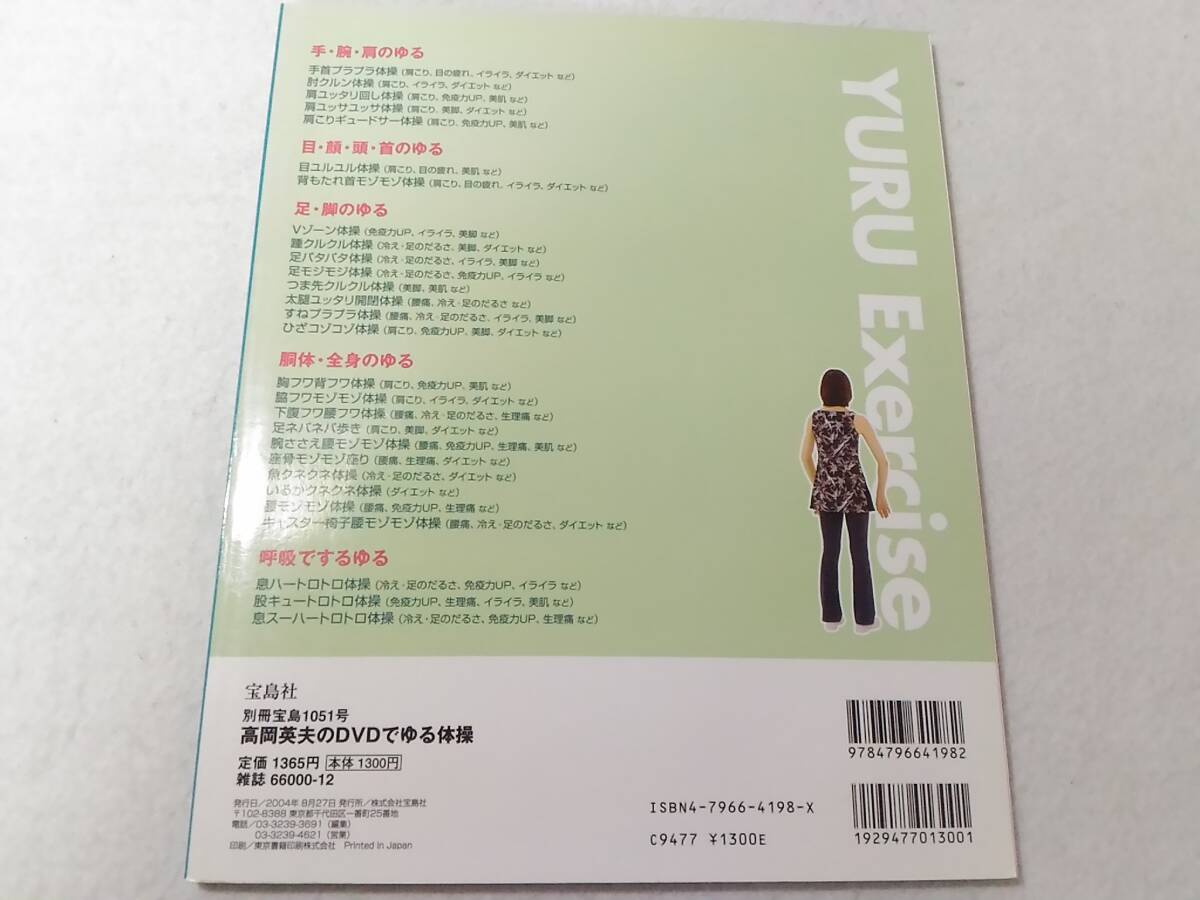 手・腕・肩のゆる
手首プラプラ体操（肩こり、目の疲れ、イライラ、ダイエット など）
肘クルン体操（肩こり、イライラ、ダイエット など）
肩ユッタリ回し体操（肩こり、免疫力UP、美肌 など）
肩ユッサユッサ体操（肩こり、美脚、ダイエット など）
肩こりギュードサー体操（肩こり、免疫力UP、美肌 など）
目・顔・頭・首のゆる
目ユルユル体操（肩こり、目の疲れ、美肌 など）
背もたれ首モゾモゾ体操（肩こり、目の疲れ、イライラ、ダイエット など）
足・脚のゆる
Vゾーン体操（免疫力UP、イライラ、美脚 など）
踵クルクル体操（冷え・足のだるさ、美脚、ダイエット など）
足バタバタ体操（冷え・足のだるさ、イライラ、美脚 など）
足モジモジ体操（冷え・足のだるさ、免疫力UP、イライラ など）
つま先クルクル体操（美脚、美肌 など）
太腿ユッタリ開閉体操（腰痛、冷え・足のだるさ など）
すねプラプラ体操（腰痛、冷え・足のだるさ、イライラ、美脚 など）
ひざコゾコゾ体操（肩こり、免疫力UP、美脚、ダイエット など）
胴体・全身のゆる
胸フワ背フワ体操（肩こり、免疫力UP、美肌 など）
脇フワモゾモゾ体操（肩こり、イライラ、ダイエット など）
下腹フワ腰フワ体操（腰痛、冷え・足のだるさ、生理痛 など）
足ネバネバ歩き（肩こり、美脚、ダイエット など）
腕ささえ腰モゾモゾ体操（腰痛、免疫力UP、生理痛、美肌 など）
座骨モゾモゾ座り（腰痛、生理痛、ダイエット など）
魚クネクネ体操（冷え・足のだるさ、ダイエット など）
いるかクネクネ体操（ダイエット など）
腰モゾモゾ体操（腰痛、免疫力UP、生理痛 など）
キャスター椅子腰モゾモゾ体操（腰痛、冷え・足のだるさ、ダイエット など）
呼吸でするゆる
息ハートロトロ体操（冷え・足のだるさ、免疫力UP、イライラ など）
股キュートロトロ体操（免疫力UP、生理痛、イライラ、美肌 など）
息スーハートロトロ体操（冷え・足のだるさ、免疫力UP、生理痛 など）
YURU Exercise
宝島社
別冊宝島1051号
高岡英夫のDVDでゆる体操
定価 1365円 本体 1300円
雑誌 66000-12
発行日／2004年 8月27日 発行所／株式会社宝島社
〒102-8388 東京都千代田区一番町25番地
電話／03-3239-3691（編集）
03-3239-4621（営業）
印刷／東京書籍印刷株式会社 Printed in Japan
9784796641982
ISBN4-7966-4198-X
C9477 ¥1300E
1929477013001